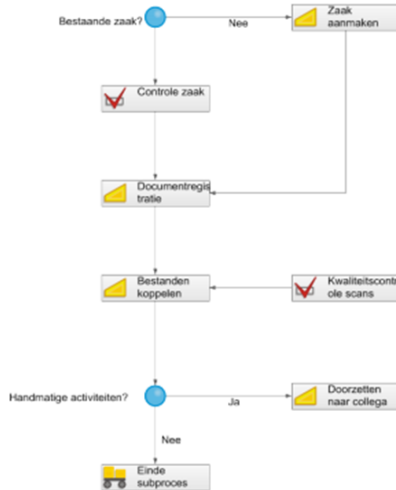 Bestaande zaak?
Nee
Zaak
aanmaken
Controle zaak
Documentregis
tratie
Bestanden
koppelen
Kwaliteitscontr
ole scans
Handmatige activiteiten?
Ja
Doorzetten
naar collega
Nee
Einde
subproces